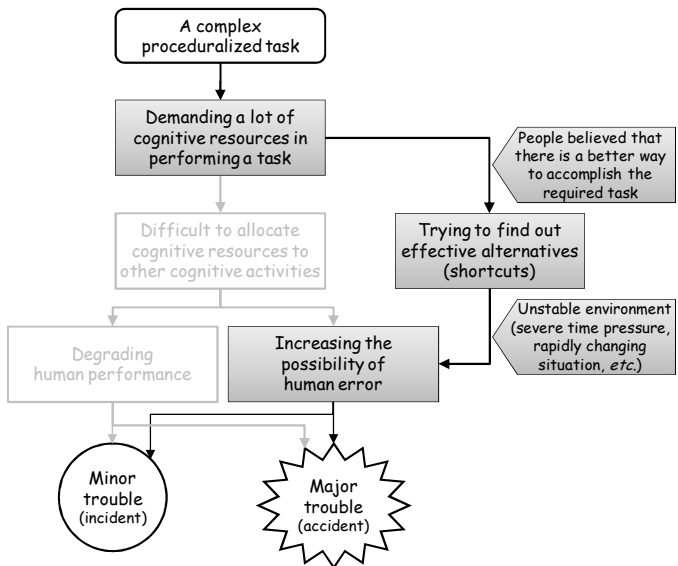 A complex
proceduralized task
Demanding a lot of
cognitive resources in
performing a task
People believed that
there is a better way
to accomplish the
required task
Difficult to allocate
cognitive resources to
other cognitive activities
Trying to find out
effective alternatives
(shortcuts)
Unstable environment
(severe time pressure,
rapidly changing
situation, etc.)
Degrading
human performance
Increasing the
possibility of
human error
Minor
trouble
(incident)
Major
trouble
(accident)